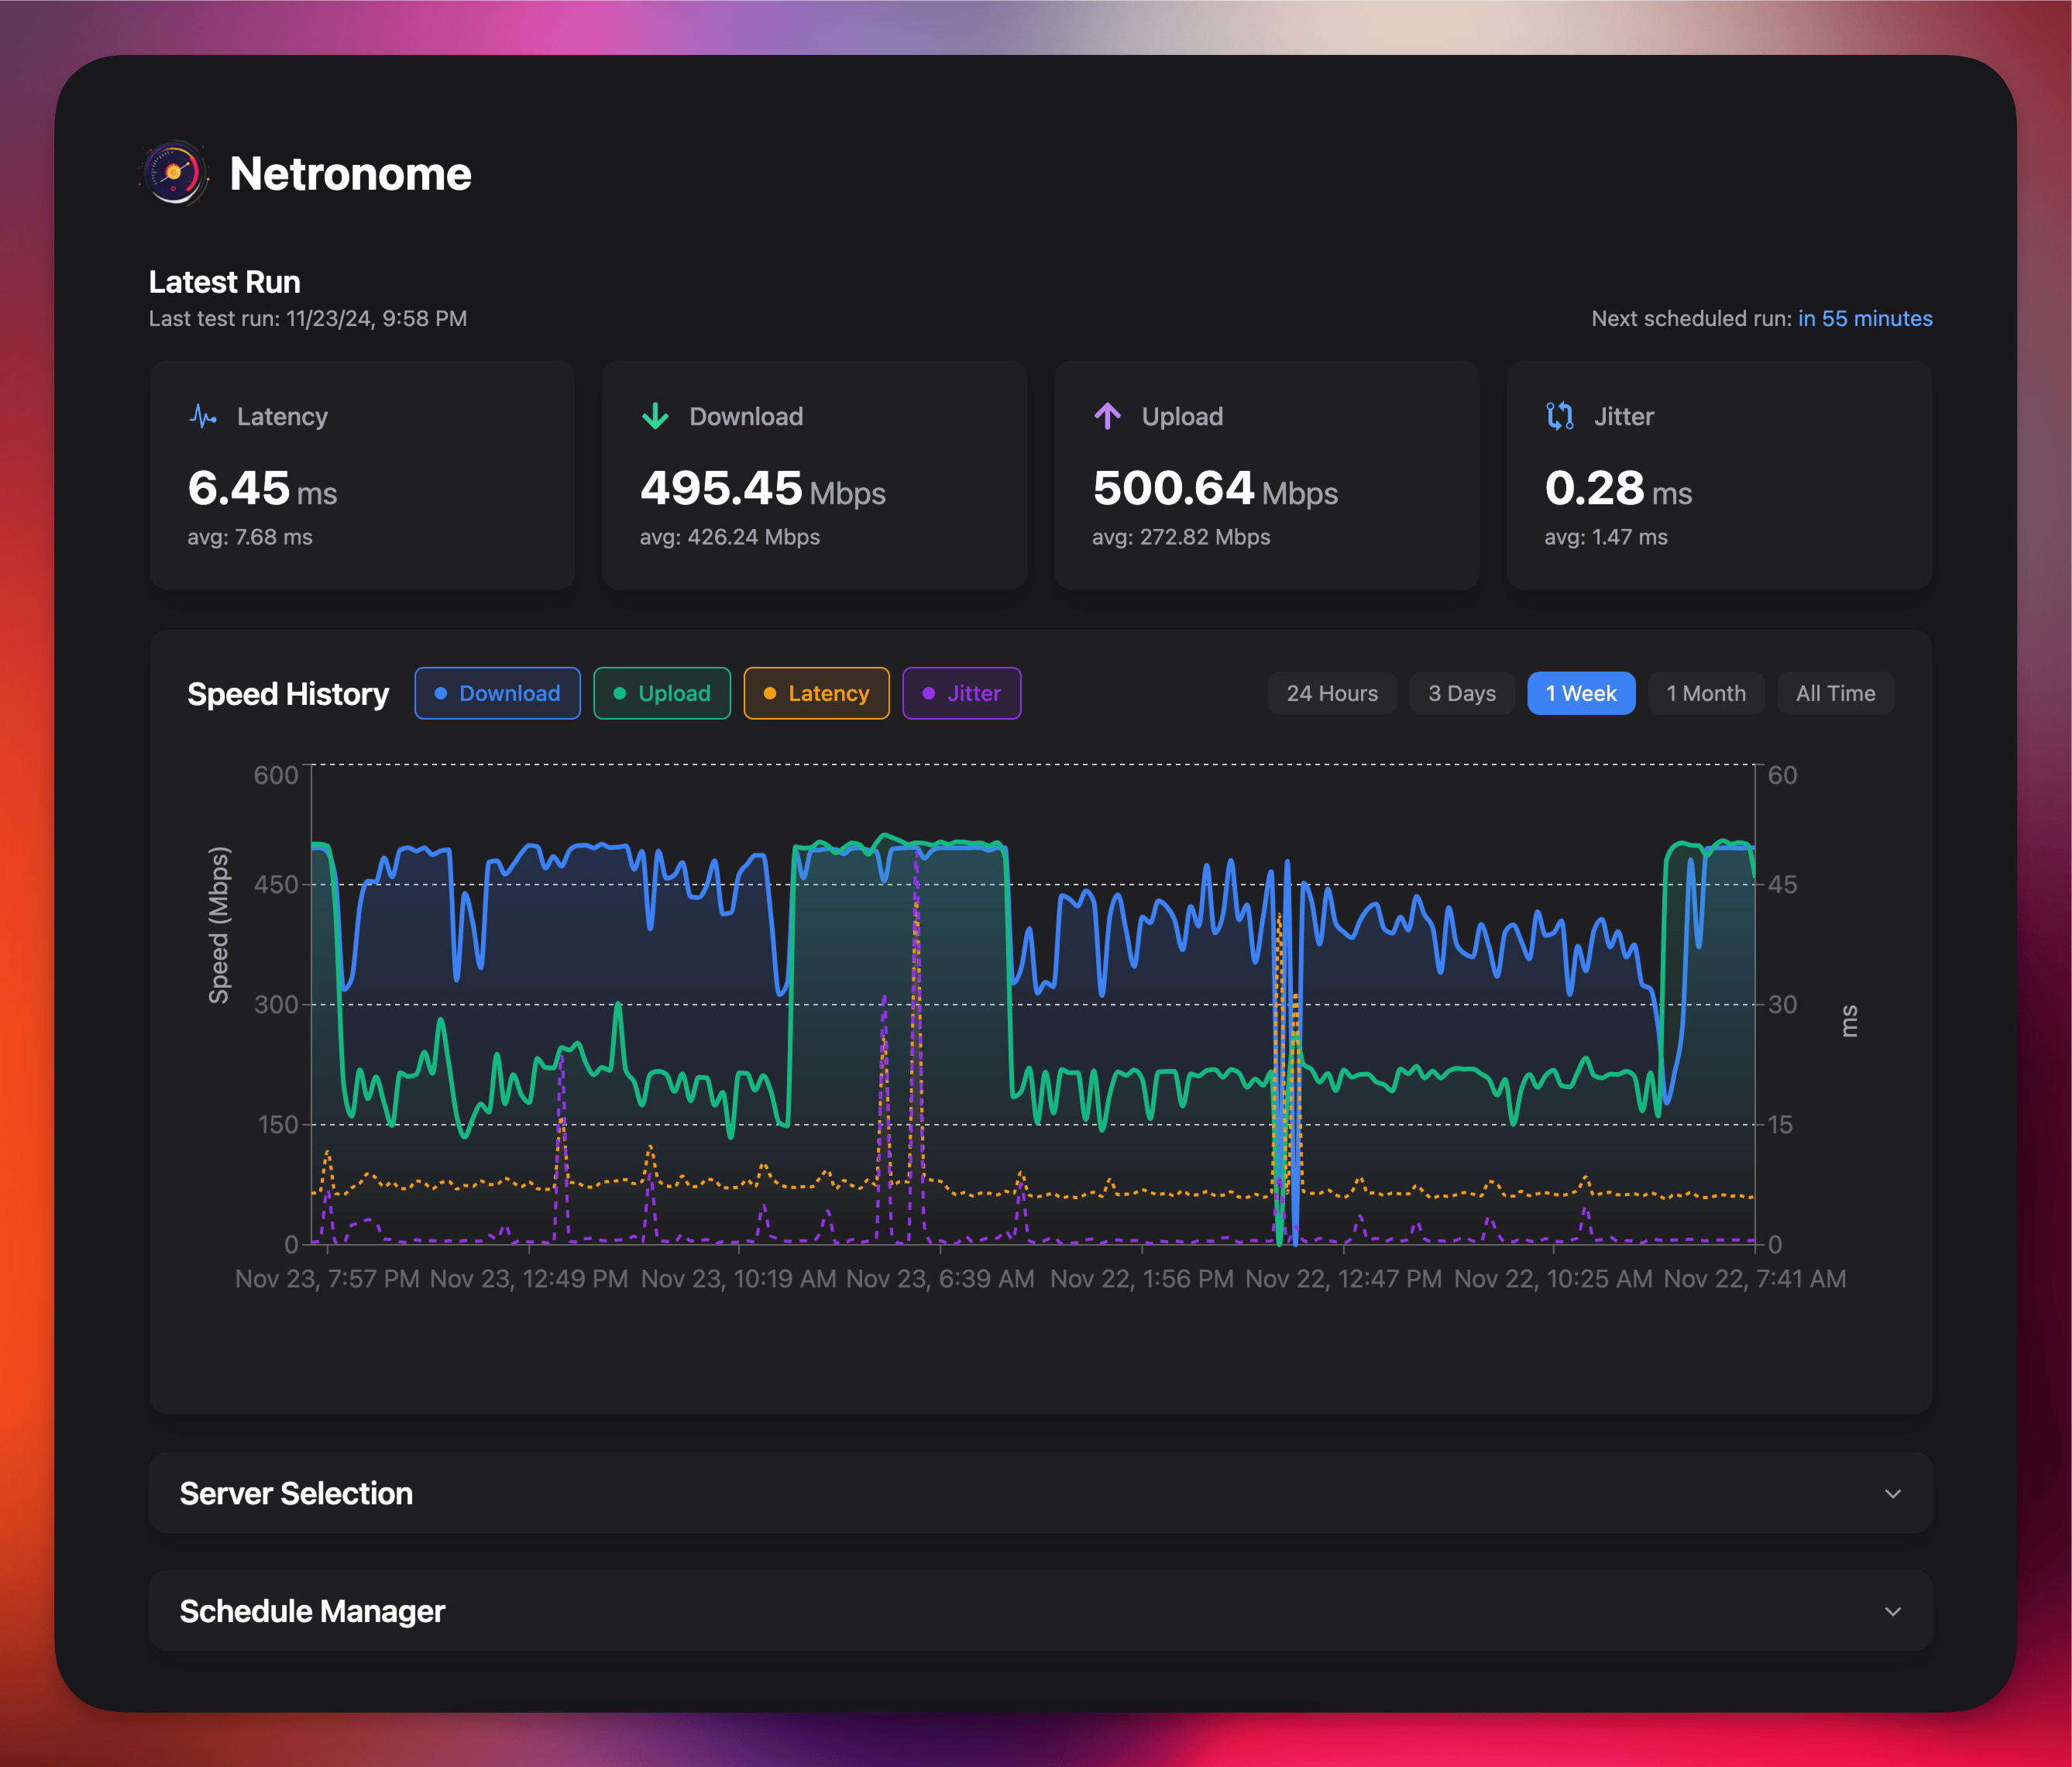 Netronome
Latest Run
Last test run: 11/23/24, 9:58 PM
Next scheduled run: in 55 minutes
Latency
6.45 ms
avg: 7.68 ms
Download
495.45 Mbps
avg: 426.24 Mbps
Upload
500.64 Mbps
avg: 272.82 Mbps
Jitter
0.28 ms
avg: 1.47 ms
Speed History
Download
Upload
Latency
Jitter
24 Hours
3 Days
1 Week
1 Month
All Time
Speed (Mbps)
600
450
300
150
0
60
45
30
15
0
ms
Nov 23, 7:57 PM
Nov 23, 12:49 PM
Nov 23, 10:19 AM
Nov 23, 6:39 AM
Nov 22, 1:56 PM
Nov 22, 12:47 PM
Nov 22, 10:25 AM
Nov 22, 7:41 AM
Server Selection
Schedule Manager